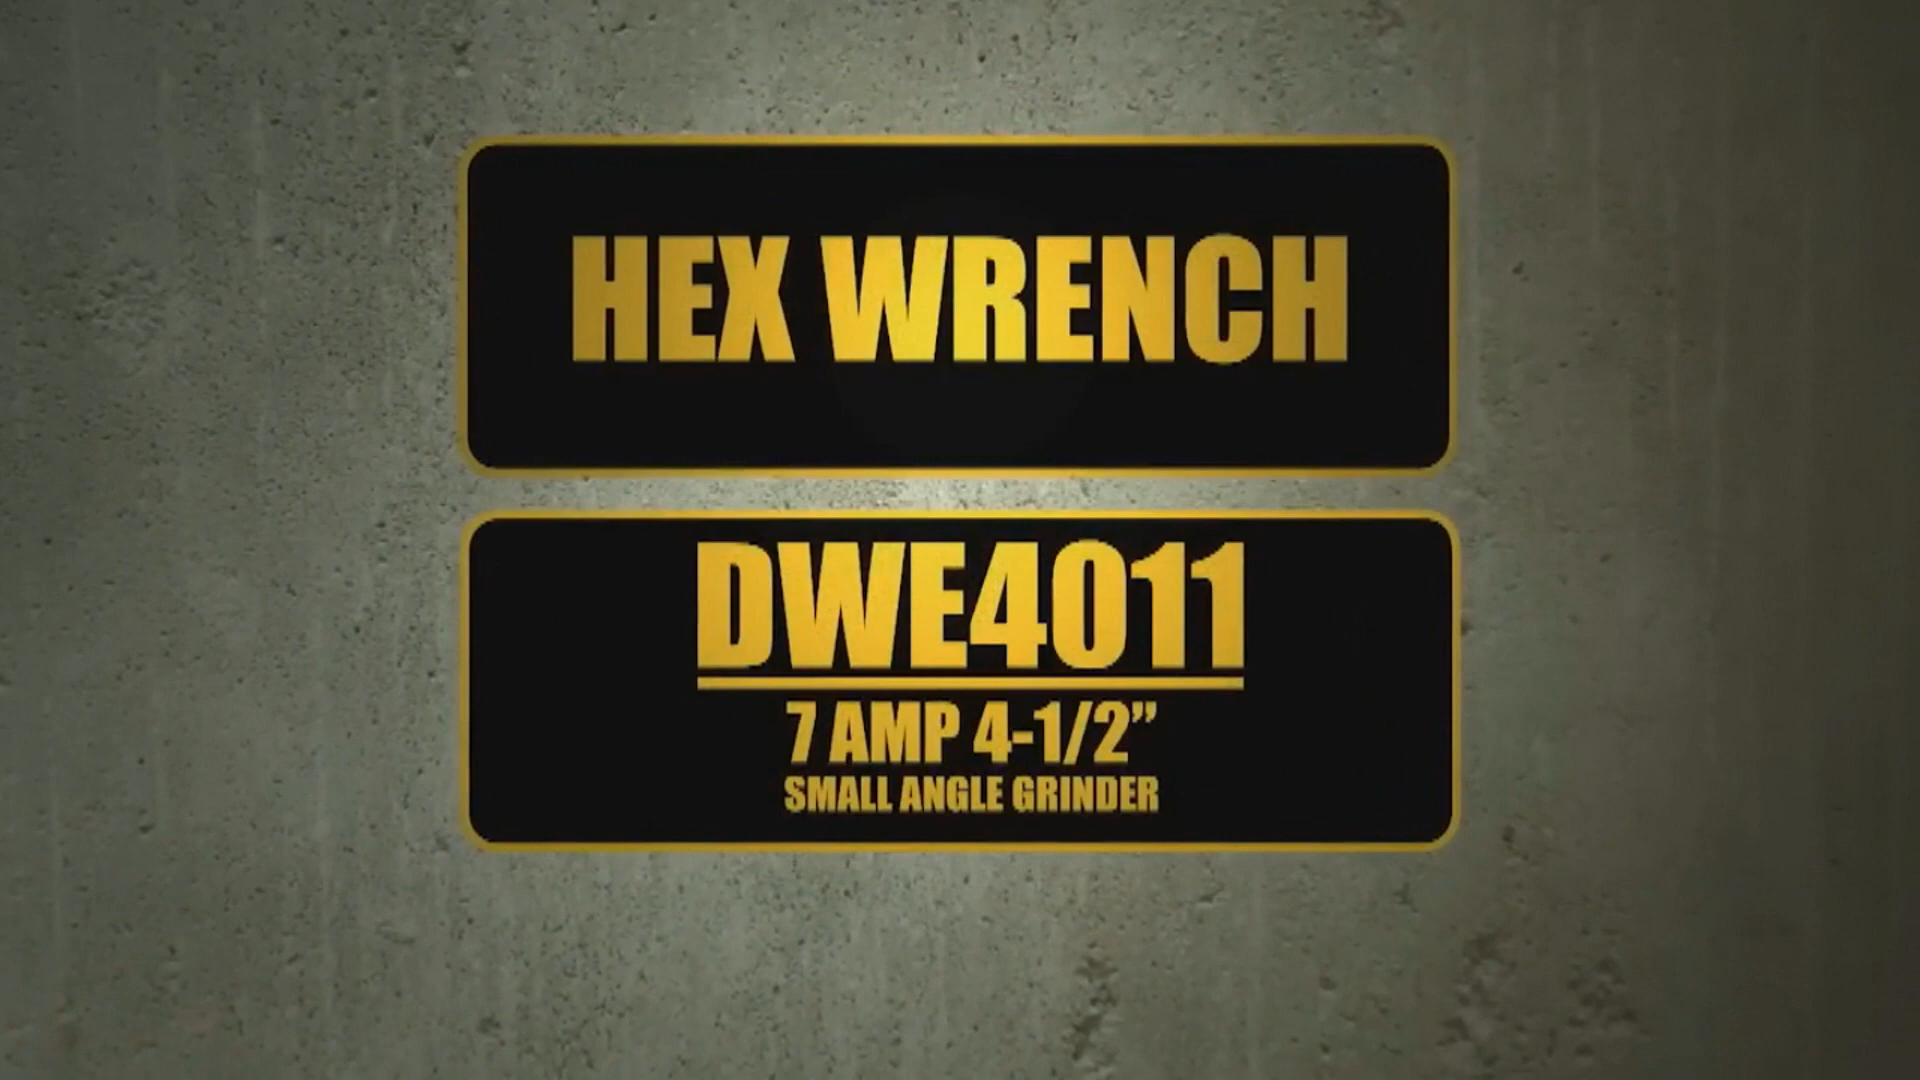 HEX WRENCH
DWE4011
7 AMP 4-1/2”
SMALL ANGLE GRINDER